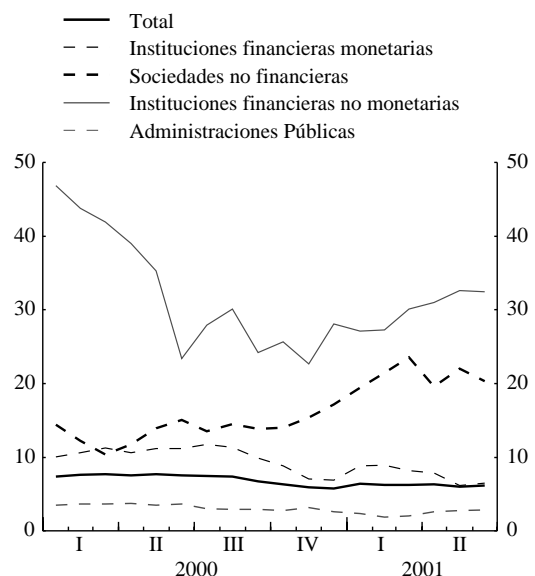 Total
Instituciones financieras monetarias
Sociedades no financieras
Instituciones financieras no monetarias
Administraciones Públicas
50 50
40 40
30 30
20 20
10 10
0 0
I II III IV I II
2000 2001